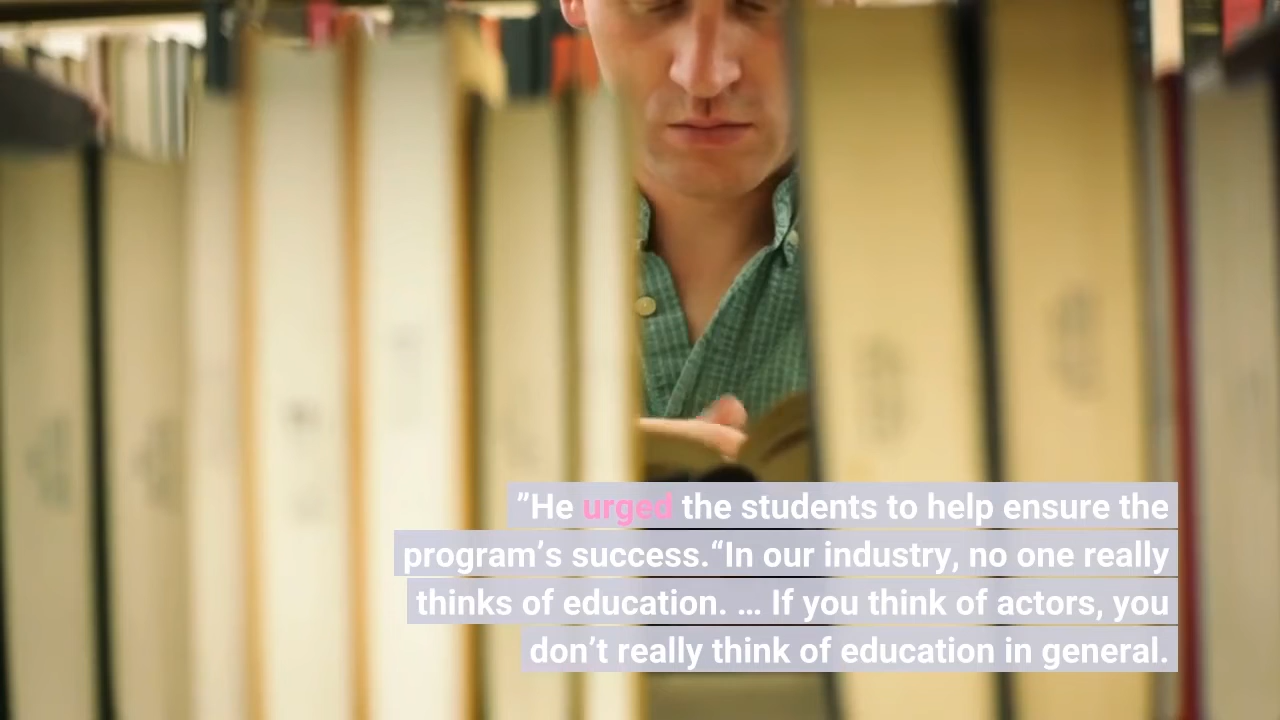 ”He urged the students to help ensure the
program’s success.“In our industry, no one really
thinks of education. … If you think of actors, you
don’t really think of education in general.